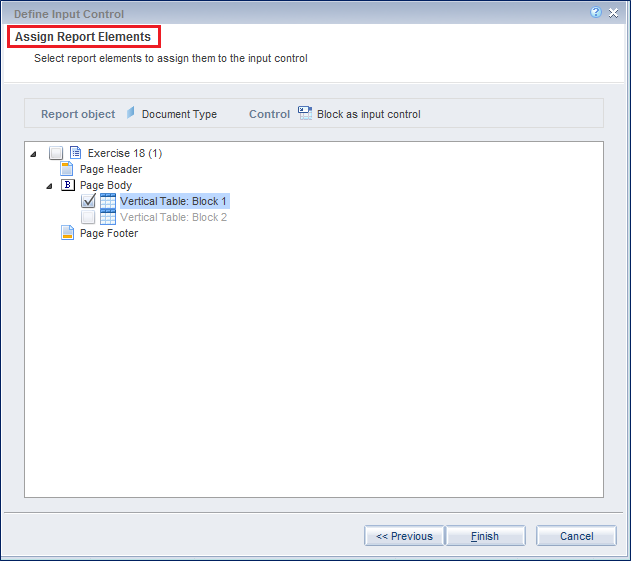 Define Input Control
Assign Report Elements
Select report elements to assign them to the input control
Report object Document Type Control Block as input control
Exercise 18 (1)
Page Header
B Page Body
Vertical Table: Block 1
Vertical Table: Block 2
Page Footer
<< Previous Finish Cancel